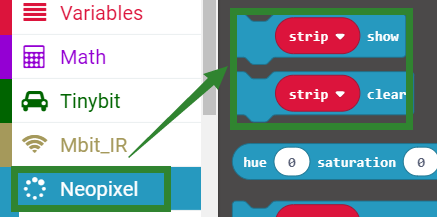 Variables
Math
Tinybit
Mbit_IR
Neopixel
strip show
strip clear
hue 0 saturation 0